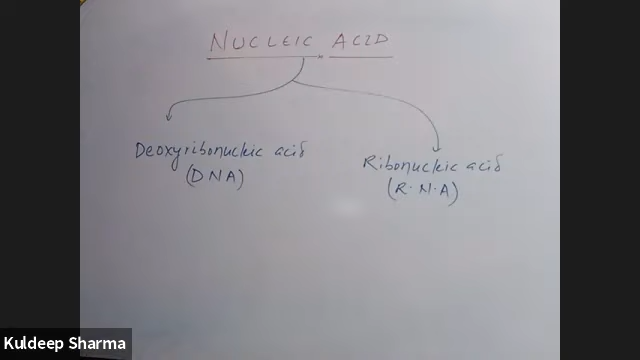 NUCLEIC ACID
Deoxyribonucleic acid
(DNA)
Ribonucleic acid
(R.N.A)
Kuldeep Sharma